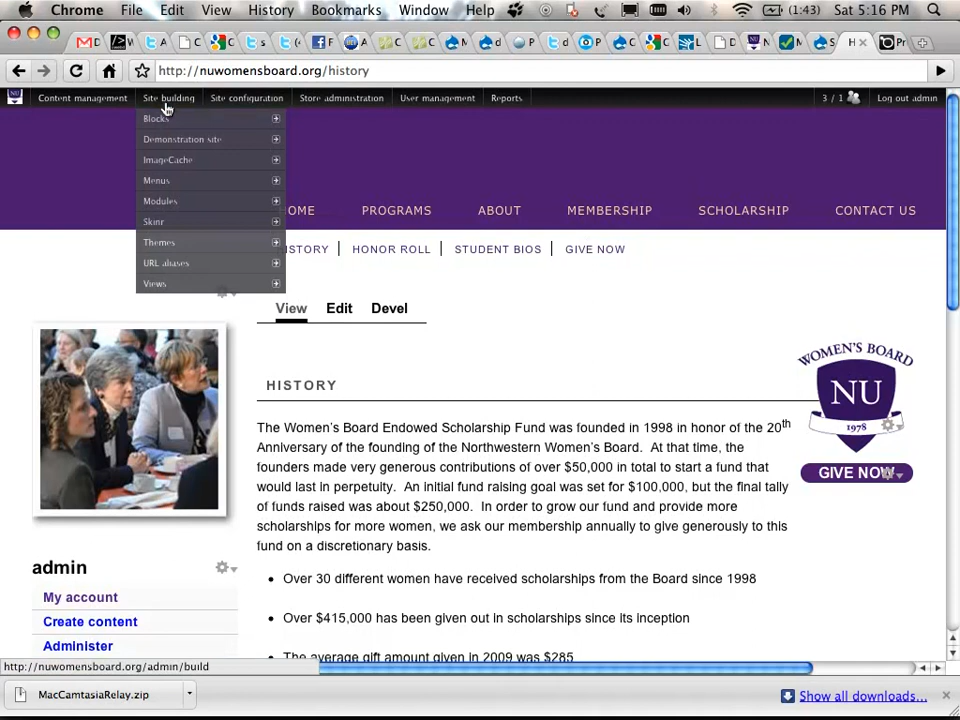 Chrome File Edit View History Bookmarks Window Help (1:43) Sat 5:16 PM
http://nuwomensboard.org/history
Content management Site building Site configuration Store administration User management Reports 3 / 1 Log out admin
Blocks
Demonstration site
ImageCache
Menus
Modules
Skinr
Themes
URL aliases
Views
OME PROGRAMS ABOUT MEMBERSHIP SCHOLARSHIP CONTACT US
ISTORY HONOR ROLL STUDENT BIOS GIVE NOW
View Edit Devel
WOMEN'S BOARD
NU
1978
GIVE NOW
HISTORY
The Women's Board Endowed Scholarship Fund was founded in 1998 in honor of the 20th
Anniversary of the founding of the Northwestern Women's Board. At that time, the
founders made very generous contributions of over $50,000 in total to start a fund that
would last in perpetuity. An initial fund raising goal was set for $100,000, but the final tally
of funds raised was about $250,000. In order to grow our fund and provide more
scholarships for more women, we ask our membership annually to give generously to this
fund on a discretionary basis.
• Over 30 different women have received scholarships from the Board since 1998
• Over $415,000 has been given out in scholarships since its inception
• The average gift amount given in 2009 was $285
admin
My account
Create content
Administer
http://nuwomensboard.org/admin/build
MacCamtasiaRelay.zip
Show all downloads...